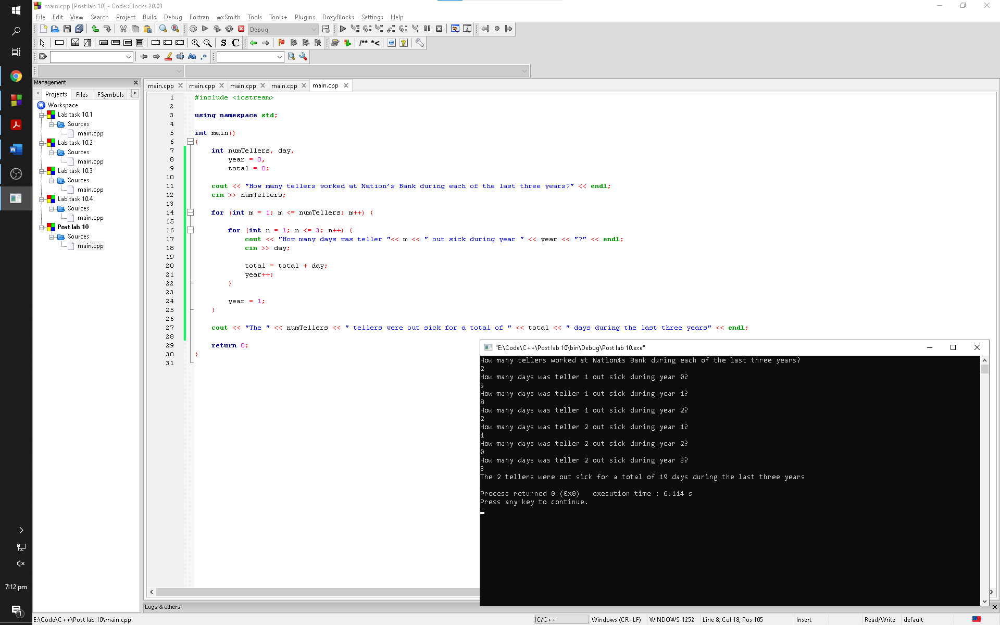 main.cpp [Post lab 10] - Code::Blocks 20.03
File Edit View Search Project Build Debug Fortran wxSmith Tools Tools+ Plugins DoxyBlocks Settings Help
Debug
S C /** *<
Aa .*
Management
main.cpp main.cpp main.cpp main.cpp main.cpp
Projects Files FSymbols
Workspace
Lab task 10.1
Sources
main.cpp
Lab task 10.2
Sources
main.cpp
Lab task 10.3
Sources
main.cpp
Lab task 10.4
Sources
main.cpp
Post lab 10
Sources
main.cpp
1 #include <iostream>
2
3 using namespace std;
4
5 int main()
6 {
7 int numTellers, day,
8 year = 0,
9 total = 0;
10
11 cout << "How many tellers worked at Nation’s Bank during each of the last three years?" << endl;
12 cin >> numTellers;
13
14 for (int m = 1; m <= numTellers; m++) {
15
16 for (int n = 1; n <= 3; n++) {
17 cout << "How many days was teller "<< m << " out sick during year " << year << "?" << endl;
18 cin >> day;
19
20 total = total + day;
21 year++;
22 }
23
24 year = 1;
25 }
26
27 cout << "The " << numTellers << " tellers were out sick for a total of " << total << " days during the last three years" << endl;
28
29 return 0;
30 }
31
"E:\Code\C++\Post lab 10\bin\Debug\Post lab 10.exe"
How many tellers worked at NationÆs Bank during each of the last three years?
2
How many days was teller 1 out sick during year 0?
5
How many days was teller 1 out sick during year 1?
8
How many days was teller 1 out sick during year 2?
2
How many days was teller 2 out sick during year 1?
1
How many days was teller 2 out sick during year 2?
0
How many days was teller 2 out sick during year 3?
3
The 2 tellers were out sick for a total of 19 days during the last three years
Process returned 0 (0x0) execution time : 6.114 s
Press any key to continue.
7:12 pm
1
Logs & others
E:\Code\C++\Post lab 10\main.cpp C/C++ Windows (CR+LF) WINDOWS-1252 Line 8, Col 18, Pos 105 Insert Read/Write default